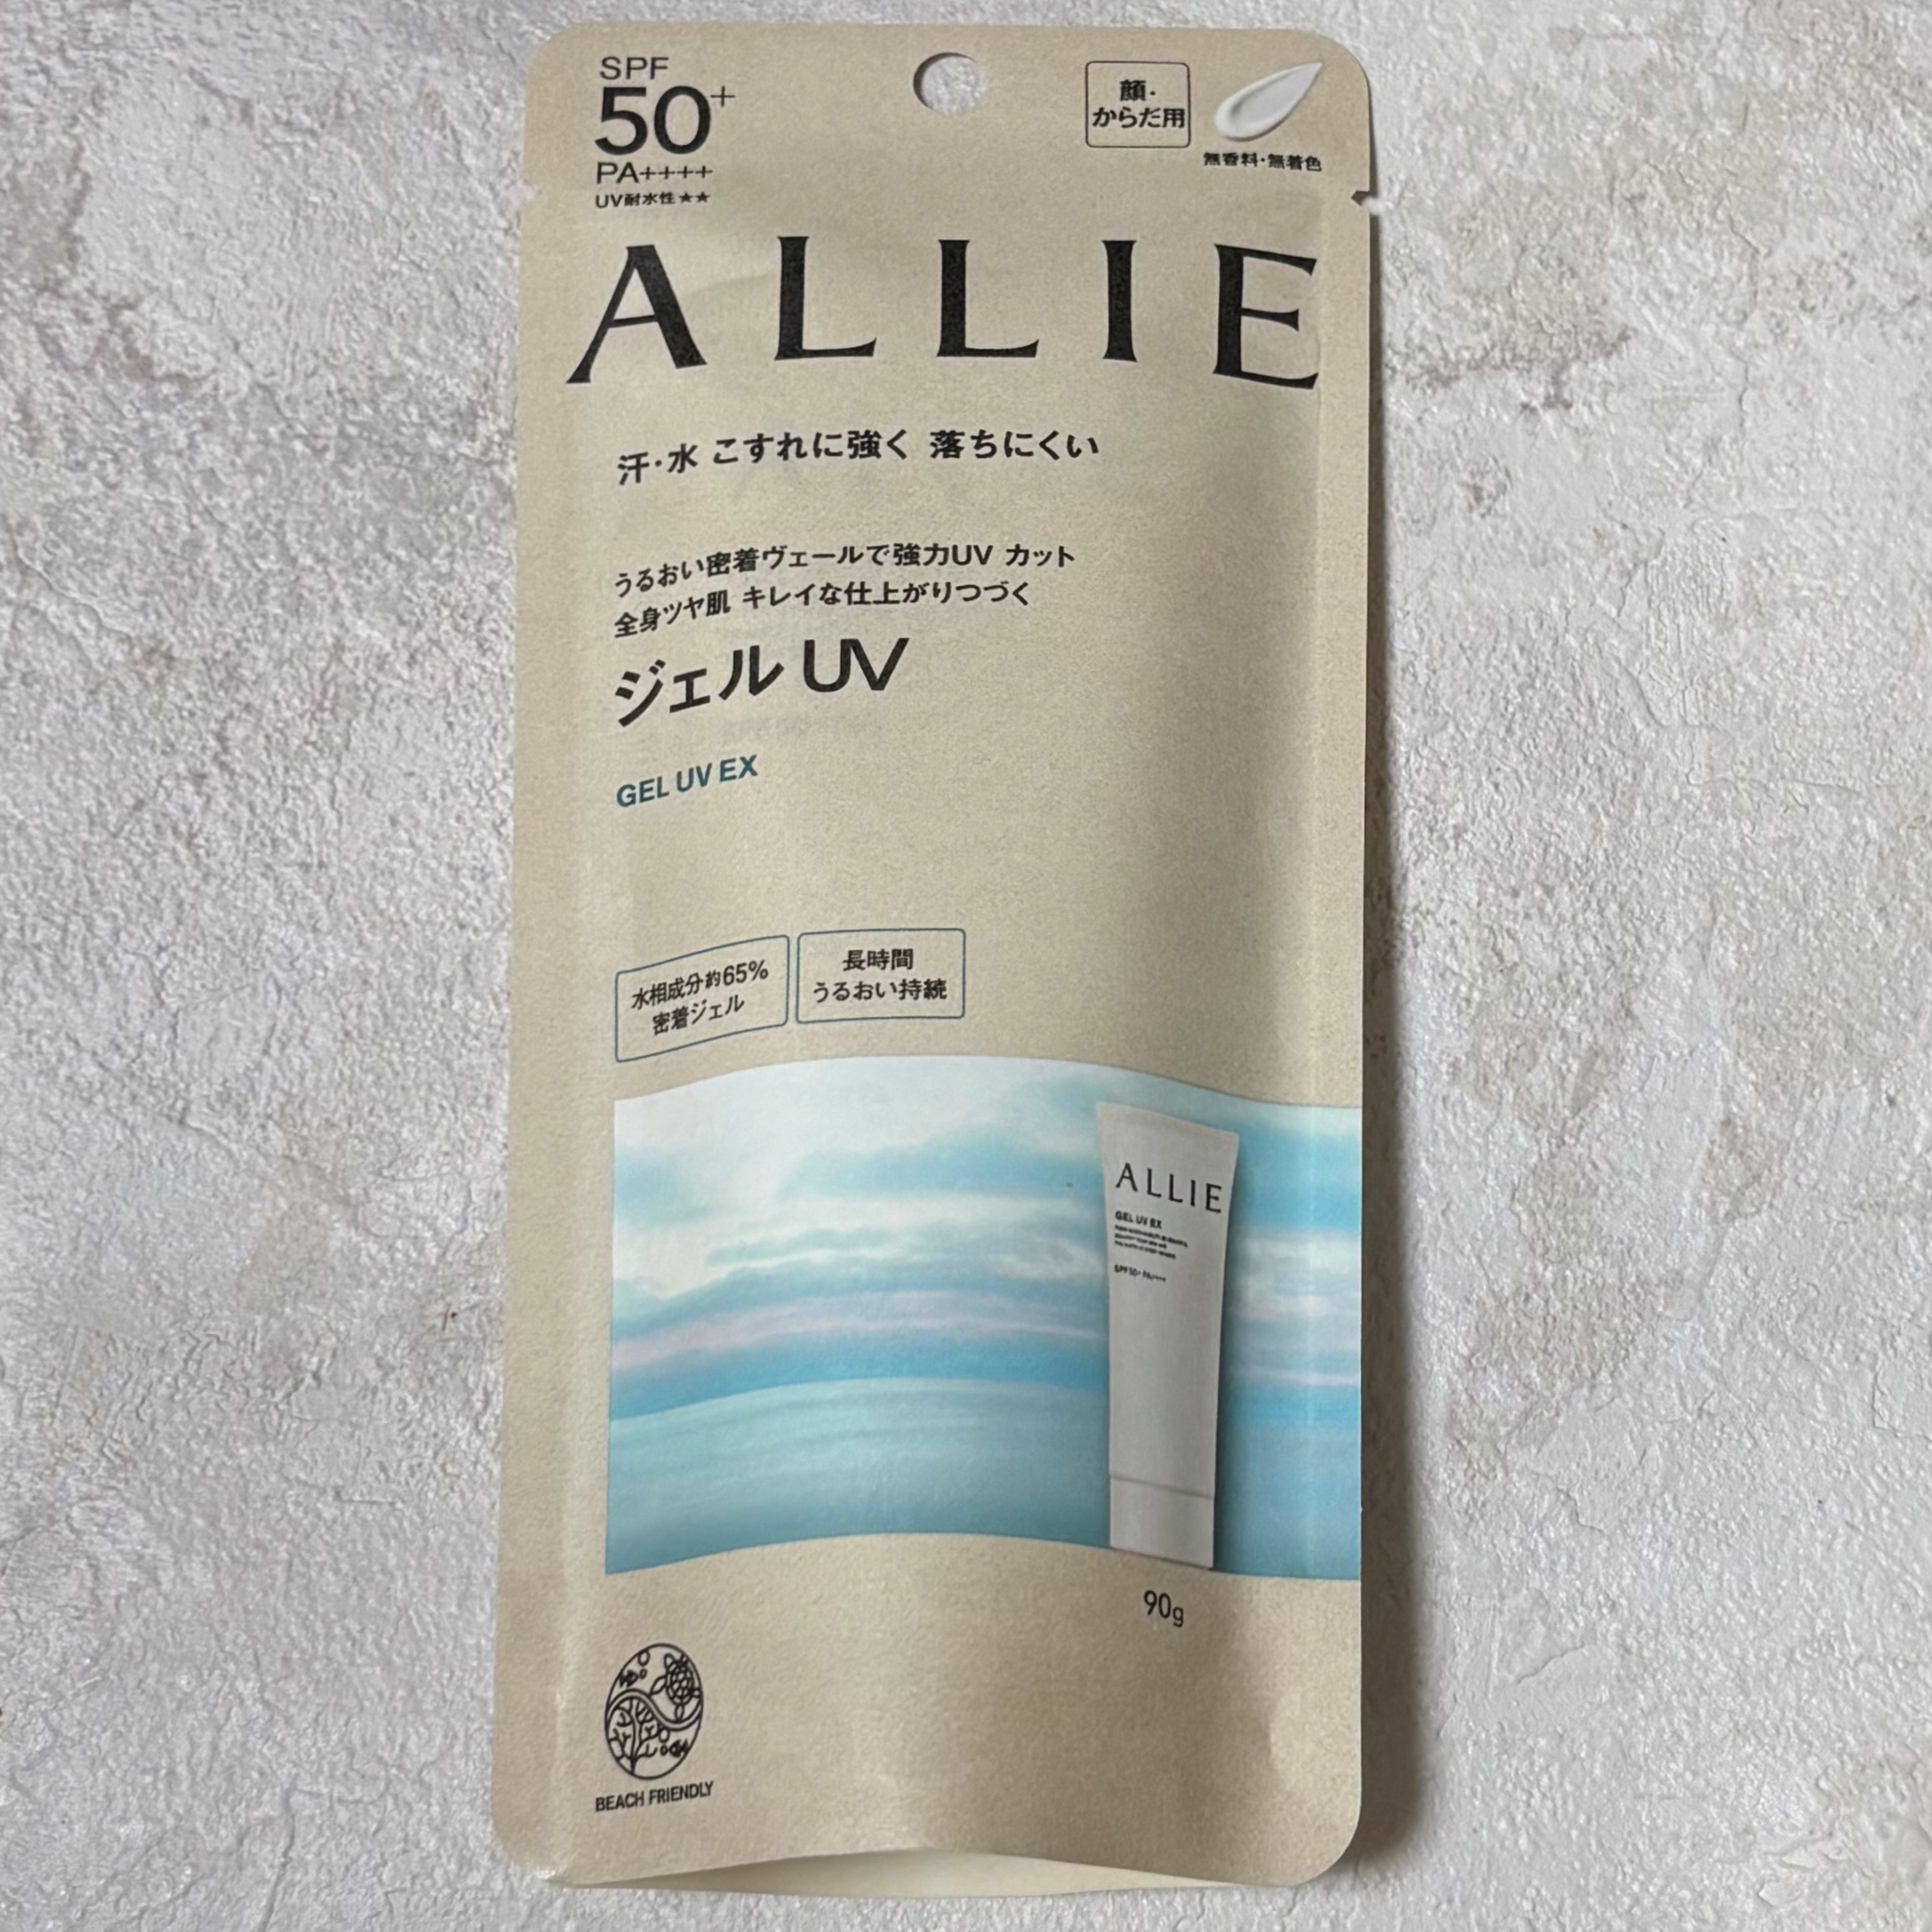 SPF
50+
PA++++
UV耐水性★★
顔・
からだ用
無香料・無着色
ALLIE
汗・水 こすれに強く 落ちにくい
うるおい密着ヴェールで強力UV カット
全身ツヤ肌 キレイな仕上がりつづく
ジェル UV
GEL UV EX
水相成分約65%
密着ジェル
長時間
うるおい持続
ALLIE
GEL UV EX
SPF50+ PA++++
90g
BEACH FRIENDLY